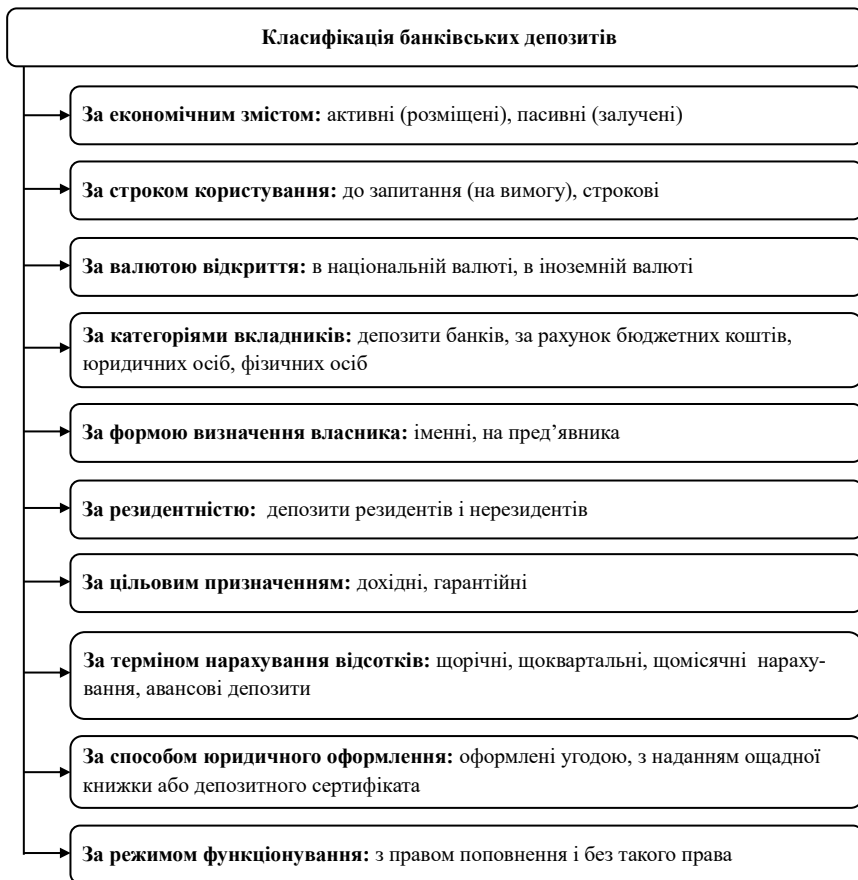 Класифікація банківських депозитів
За економічним змістом: активні (розміщені), пасивні (залучені)
За строком користування: до запитання (на вимогу), строкові
За валютою відкриття: в національній валюті, в іноземній валюті
За категоріями вкладників: депозити банків, за рахунок бюджетних коштів,
юридичних осіб, фізичних осіб
За формою визначення власника: іменні, на пред’явника
За резидентністю: депозити резидентів і нерезидентів
За цільовим призначенням: дохідні, гарантійні
За терміном нарахування відсотків: щорічні, щоквартальні, щомісячні нараху-
вання, авансові депозити
За способом юридичного оформлення: оформлені угодою, з наданням ощадної
книжки або депозитного сертифіката
За режимом функціонування: з правом поповнення і без такого права